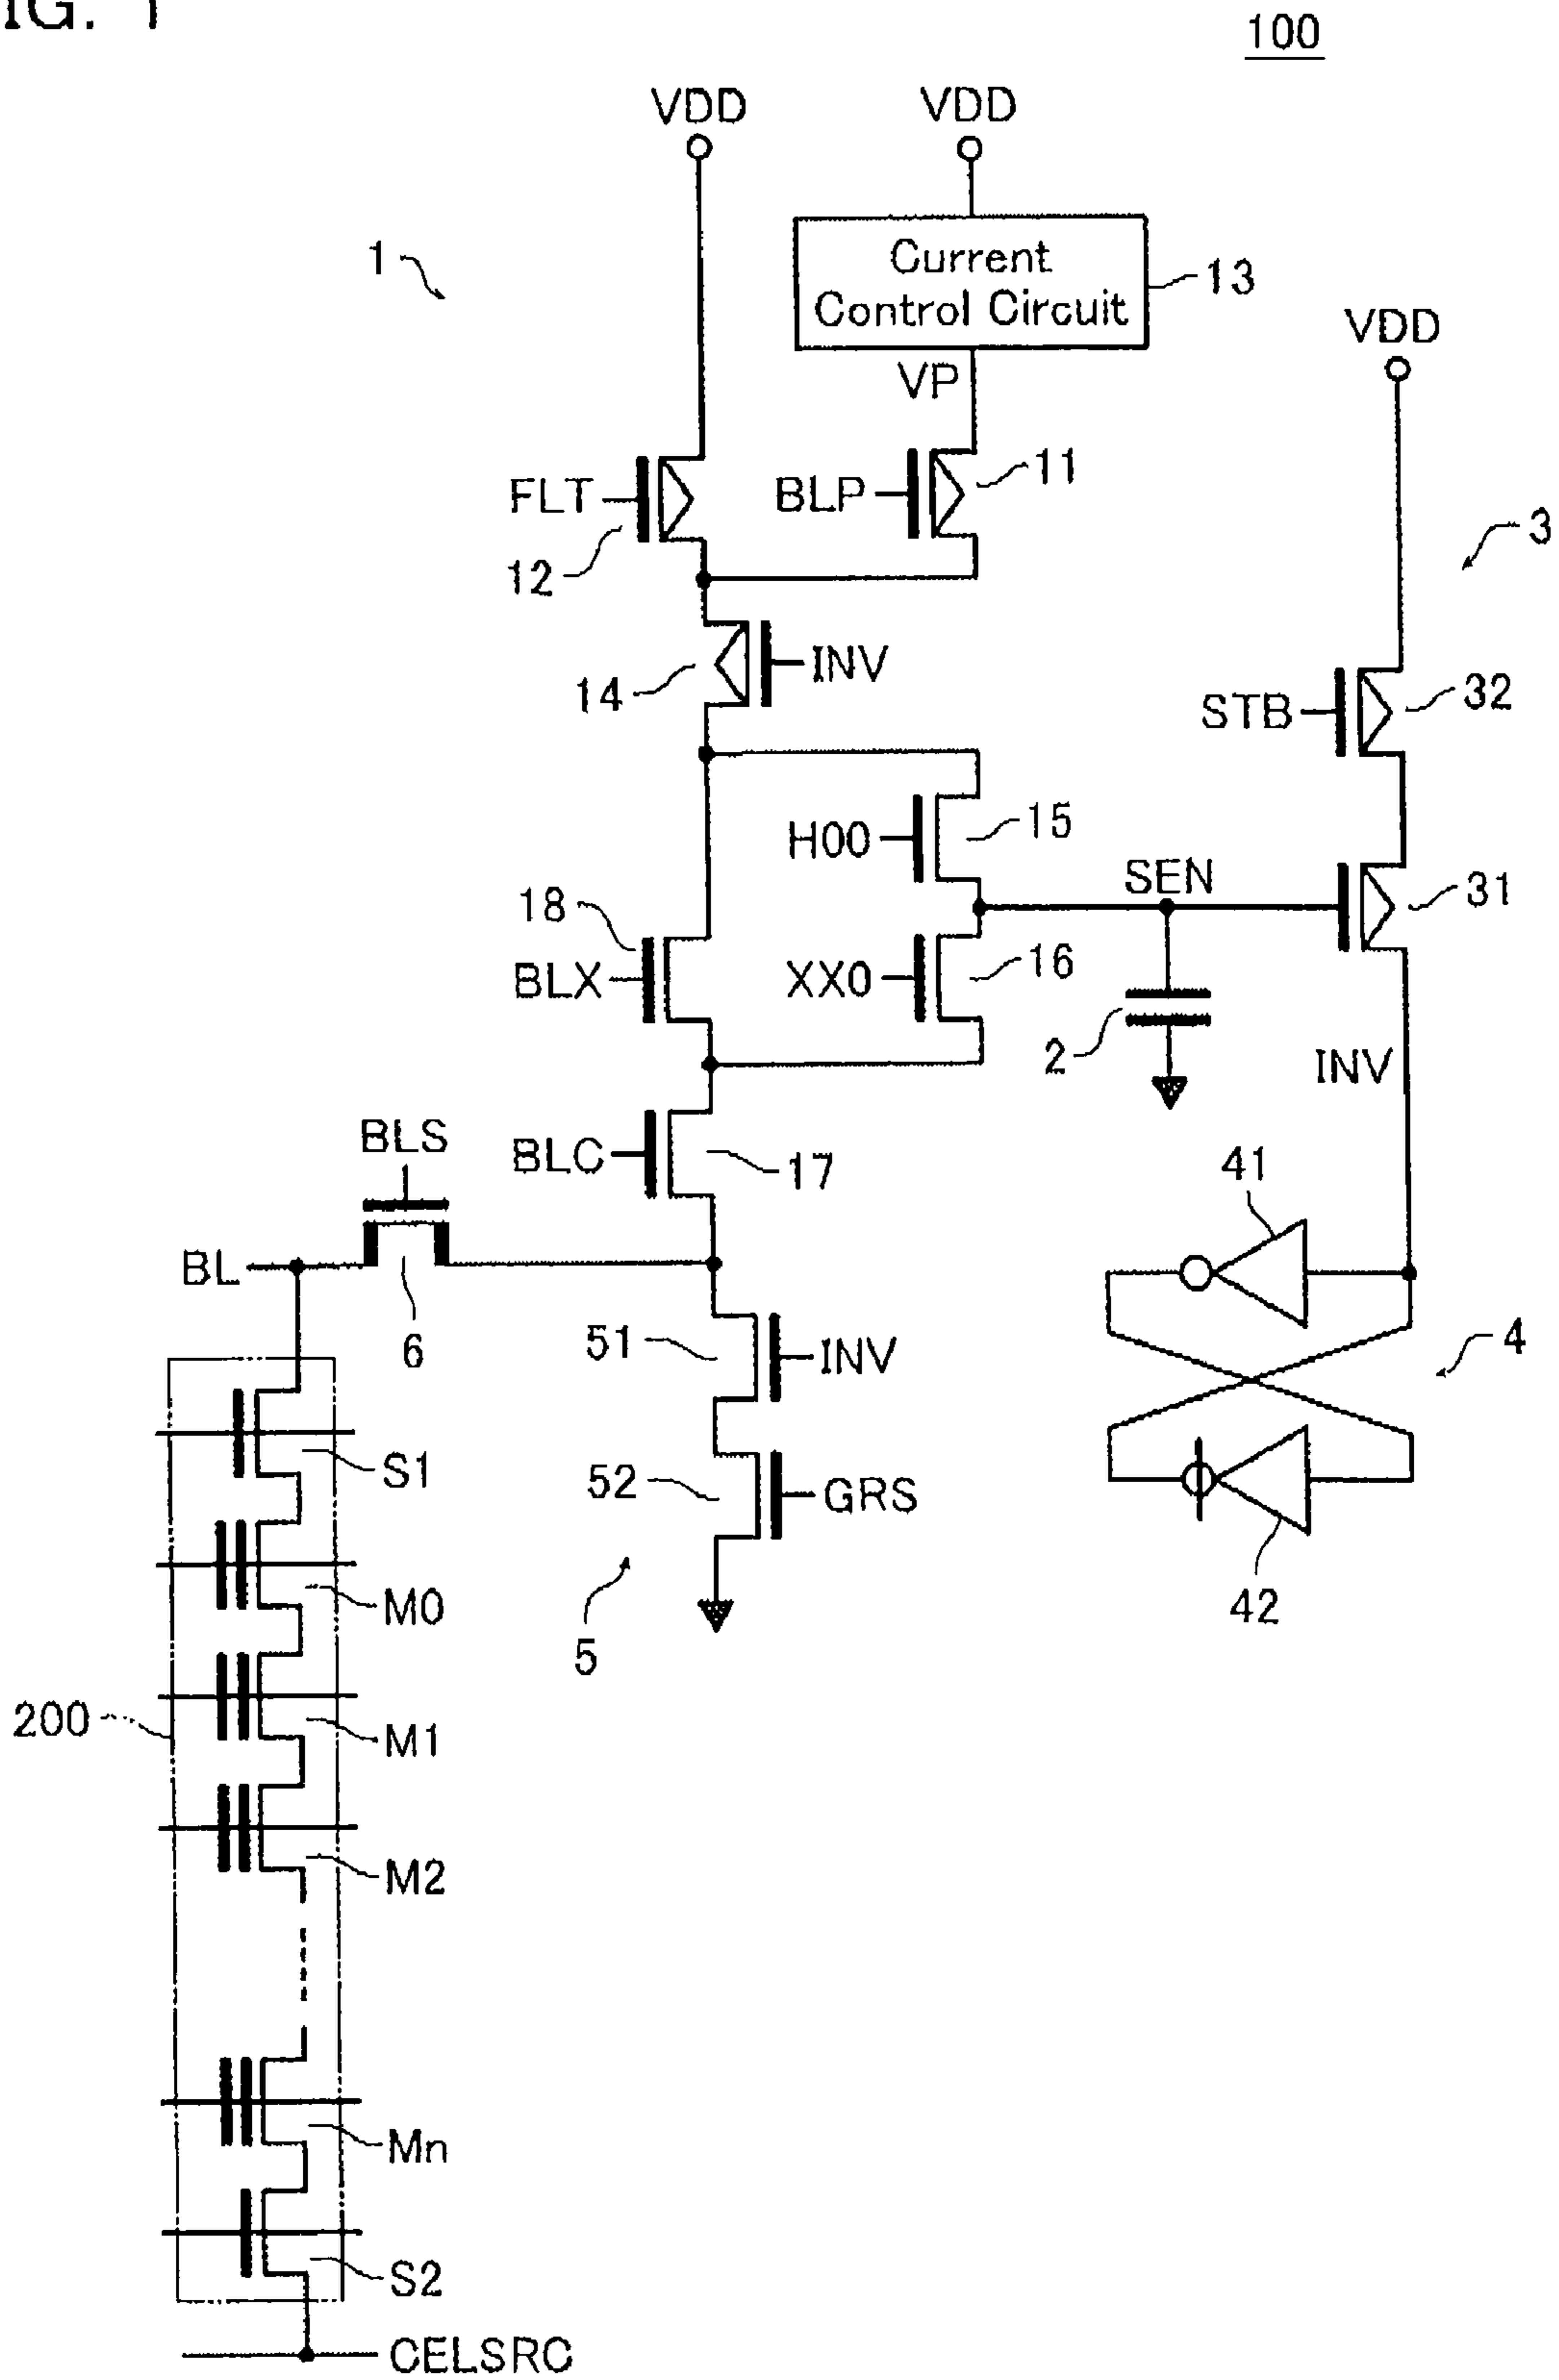 IG. 1
100
VDD
VDD
1
Current
Control Circuit
13
VDD
VP
FLT
BLP
11
3
12
14
INV
STB
32
H00
15
SEN
18
31
BLX
XX0
16
2
INV
BLS
BLC
17
41
BL
6
51
INV
4
S1
52
GRS
M0
42
5
200
M1
M2
Mn
S2
CELSRC